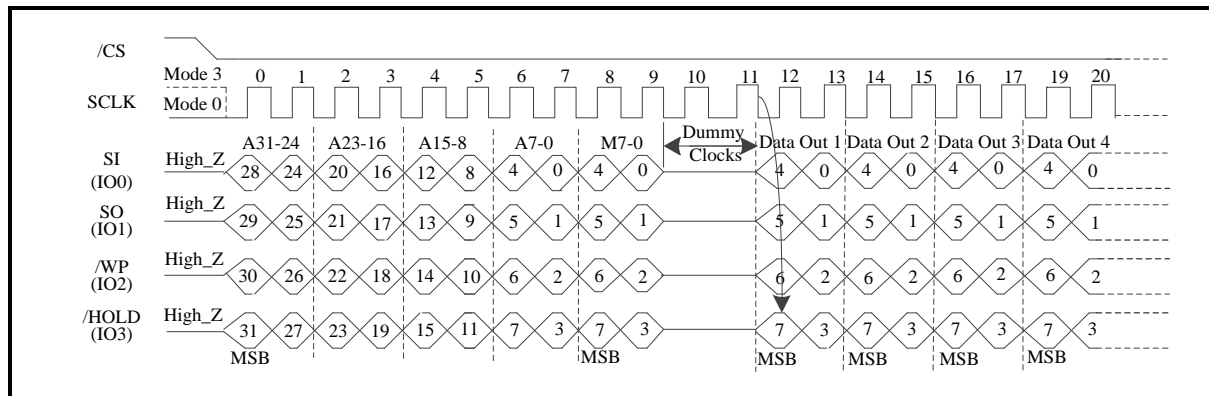 /CS
Mode 3 0 1 2 3 4 5 6 7 8 9 10 11 12 13 14 15 16 17 19 20
SCLK Mode 0
A31-24 A23-16 A15-8 A7-0 M7-0 Dummy Clocks Data Out 1 Data Out 2 Data Out 3 Data Out 4
SI (IO0) High_Z 28 24 20 16 12 8 4 0 4 0 4 0 4 0 4 0 4 0
SO (IO1) High_Z 29 25 21 17 13 9 5 1 5 1 5 1 5 1 5 1 5 1
/WP (IO2) High_Z 30 26 22 18 14 10 6 2 6 2 6 2 6 2 6 2 6 2
/HOLD (IO3) High_Z 31 27 23 19 15 11 7 3 7 3 7 3 7 3 7 3 7 3
MSB MSB MSB MSB MSB MSB